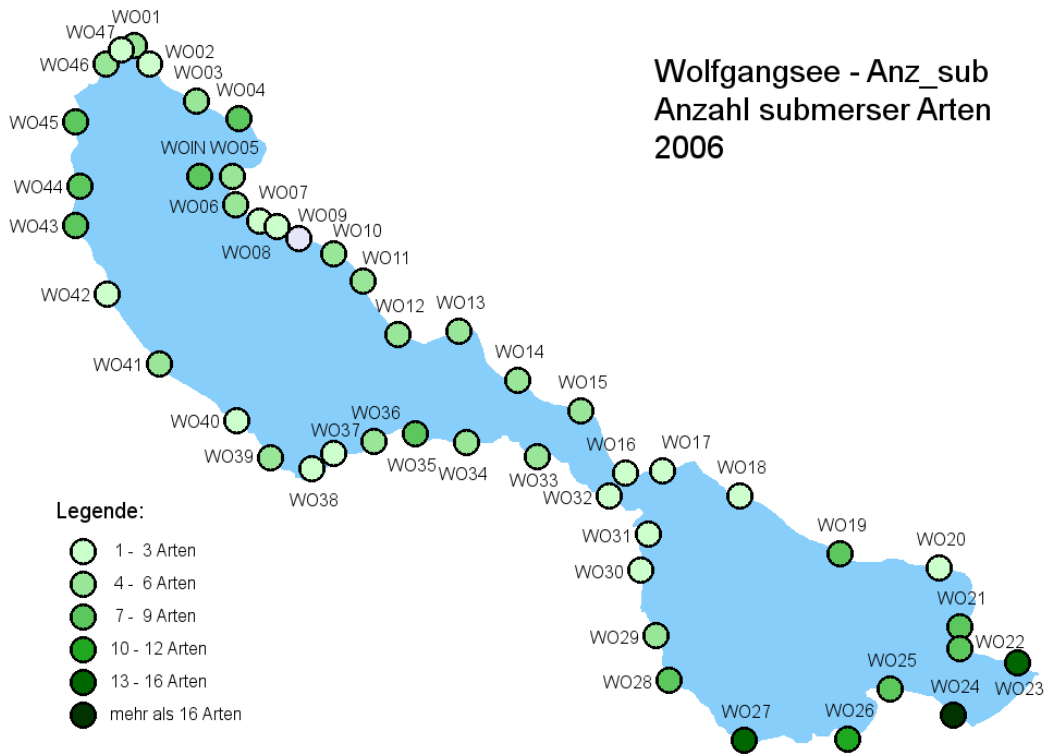 Wolfgangsee - Anz_sub
Anzahl submerser Arten
2006
WO01
WO47
WO02
WO46
WO03
WO04
WO45
WOIN WO05
WO44
WO07
WO06
WO09
WO43
WO10
WO08
WO11
WO42
WO12
WO13
WO14
WO41
WO15
WO36
WO40
WO37
WO16
WO17
WO39
WO35
WO34
WO33
WO18
WO38
WO32
WO19
WO31
WO20
WO30
WO21
WO29
WO22
WO28
WO25
WO24
WO23
WO27
WO26
Legende:
1 - 3 Arten
4 - 6 Arten
7 - 9 Arten
10 - 12 Arten
13 - 16 Arten
mehr als 16 Arten